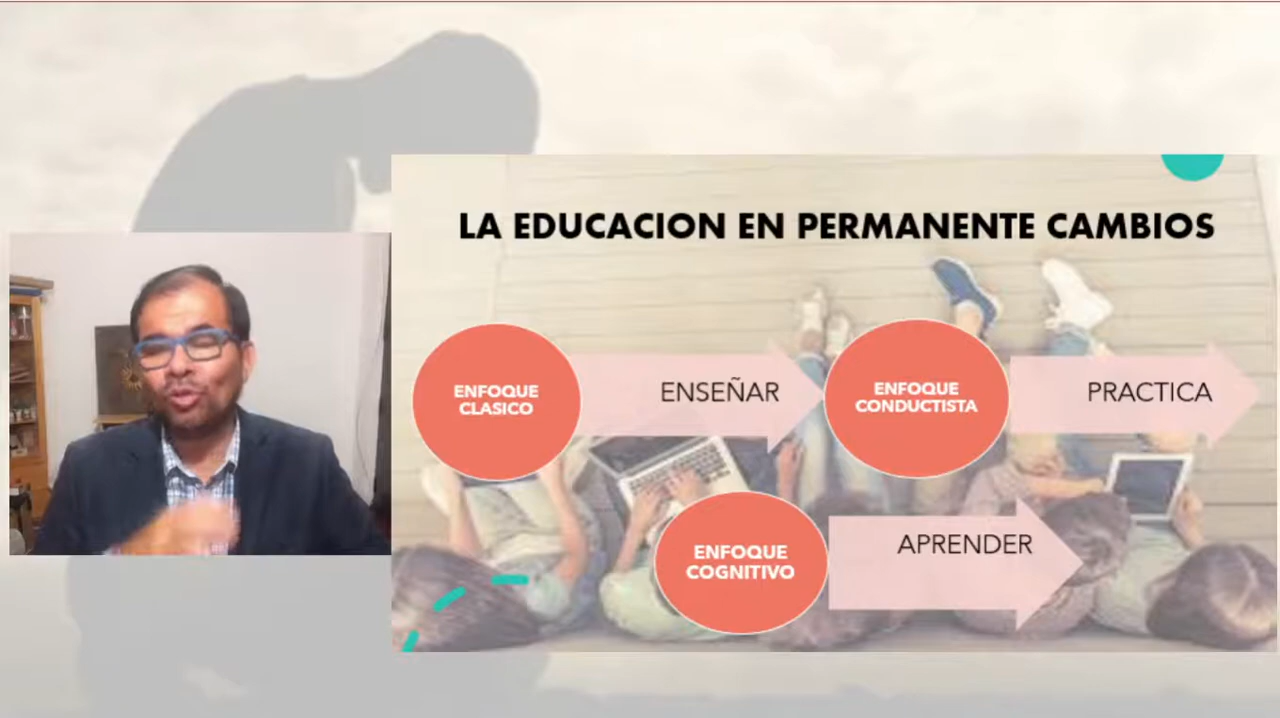 LA EDUCACION EN PERMANENTE CAMBIOS
ENFOQUE
CLASICO
ENSEÑAR
ENFOQUE
CONDUCTISTA
PRACTICA
ENFOQUE
COGNITIVO
APRENDER